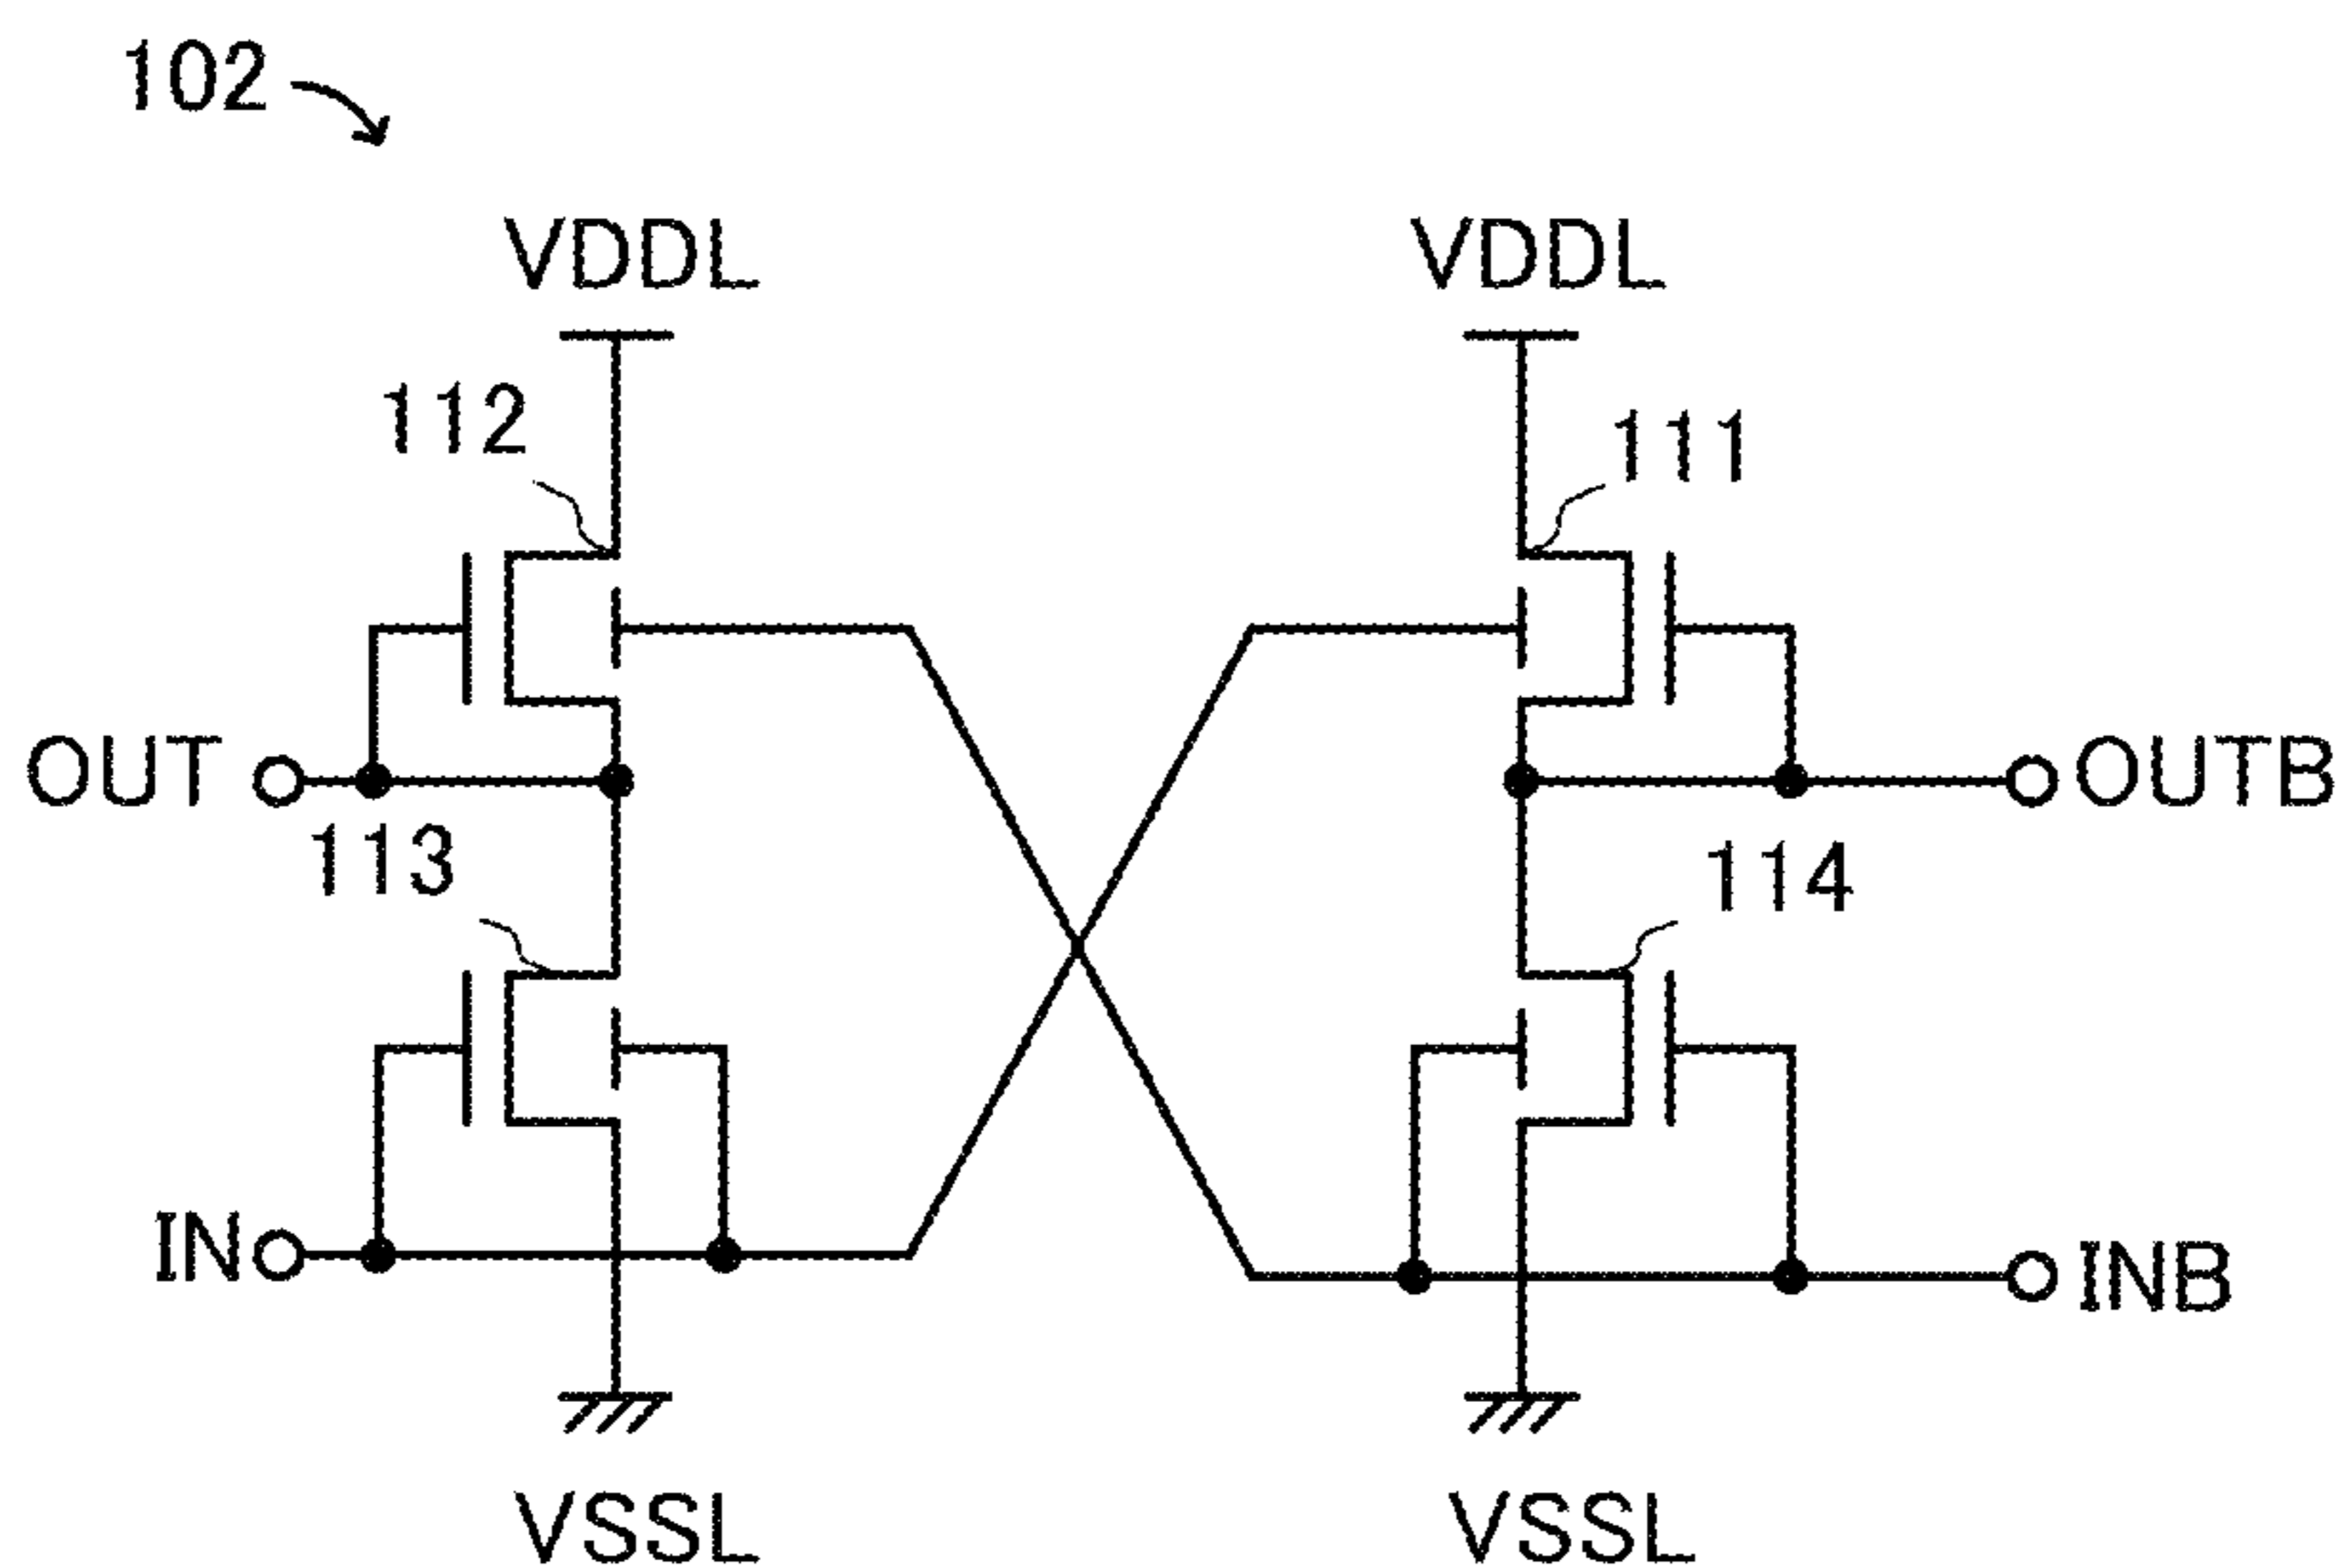 102
VDDL
VDDL
112
111
OUT
OUTB
113
114
IN
INB
VSSL
VSSL